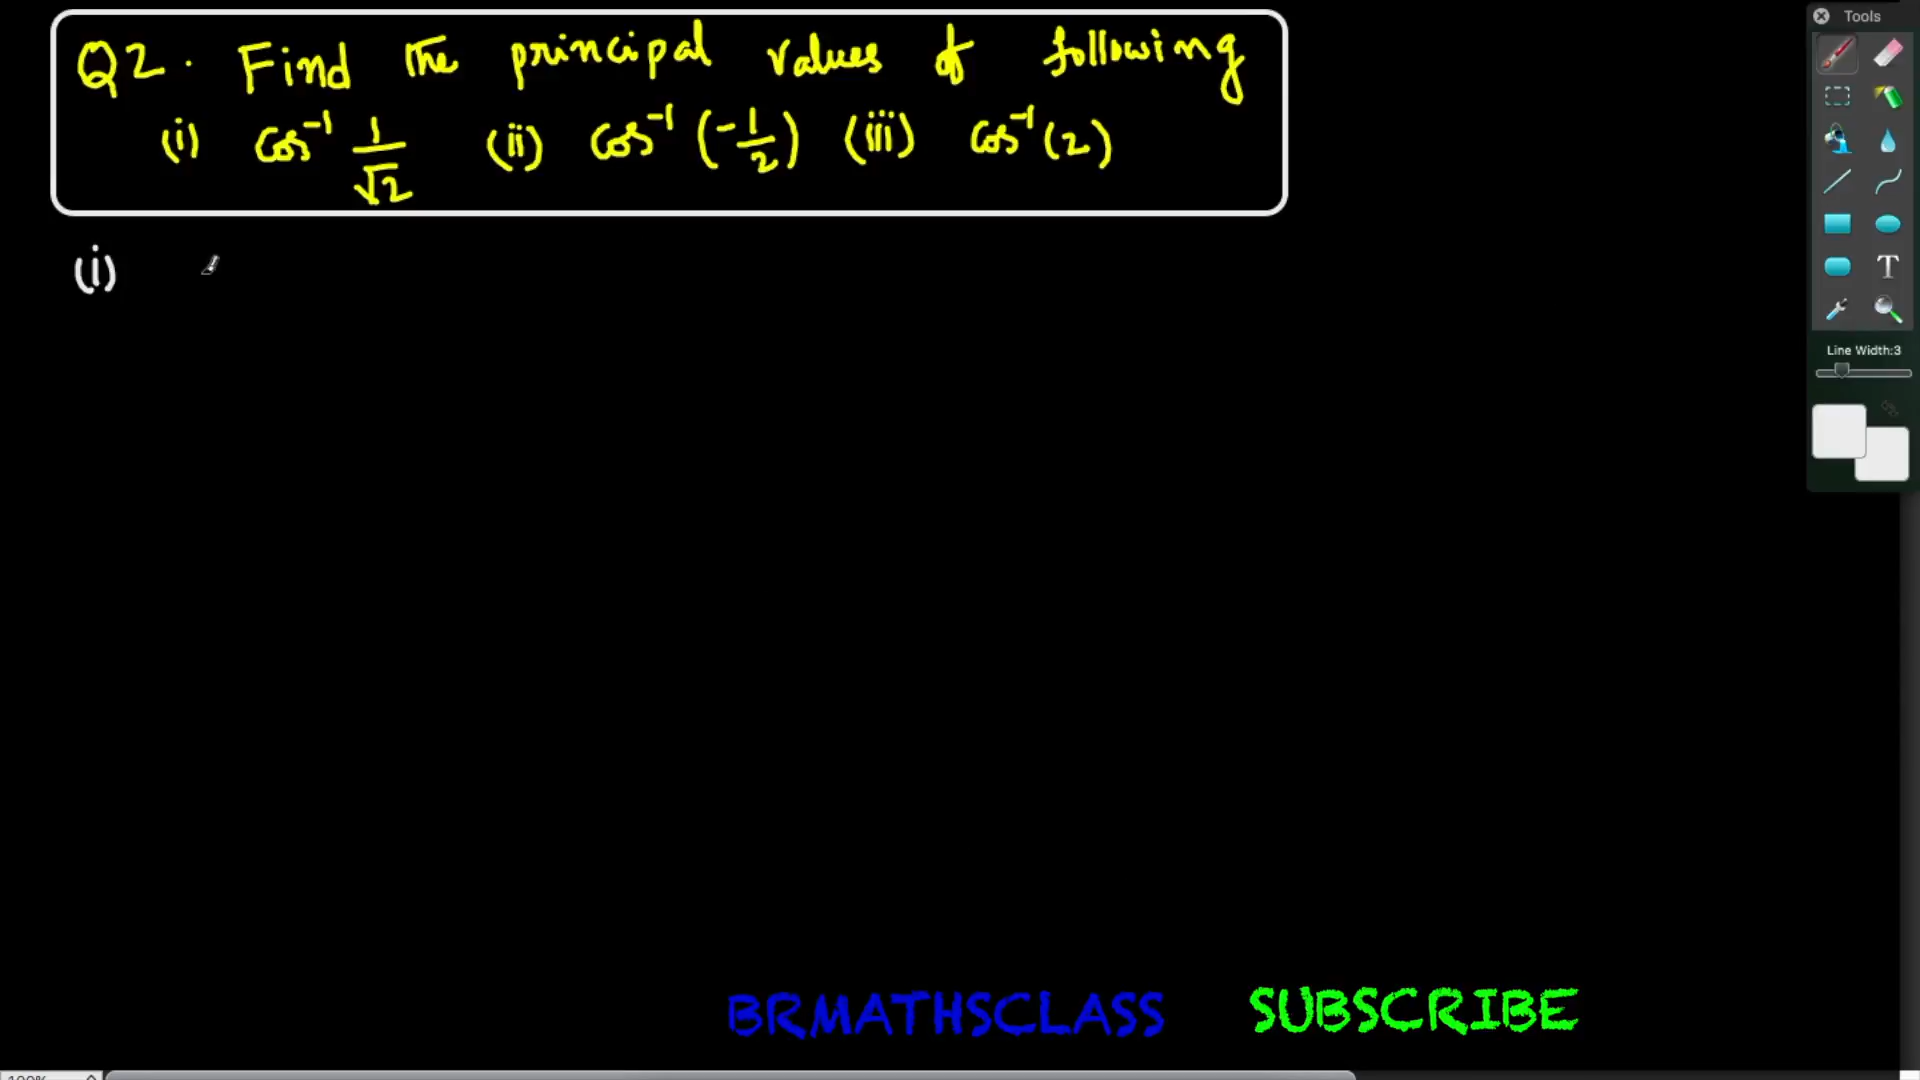 Q2. Find the principal values of following
(i) cos⁻¹ 1/√2 (ii) cos⁻¹ (-1/2) (iii) cos⁻¹ (2)
(i)
Tools
T
Line Width:3
BRMATHSCLASS SUBSCRIBE
100%